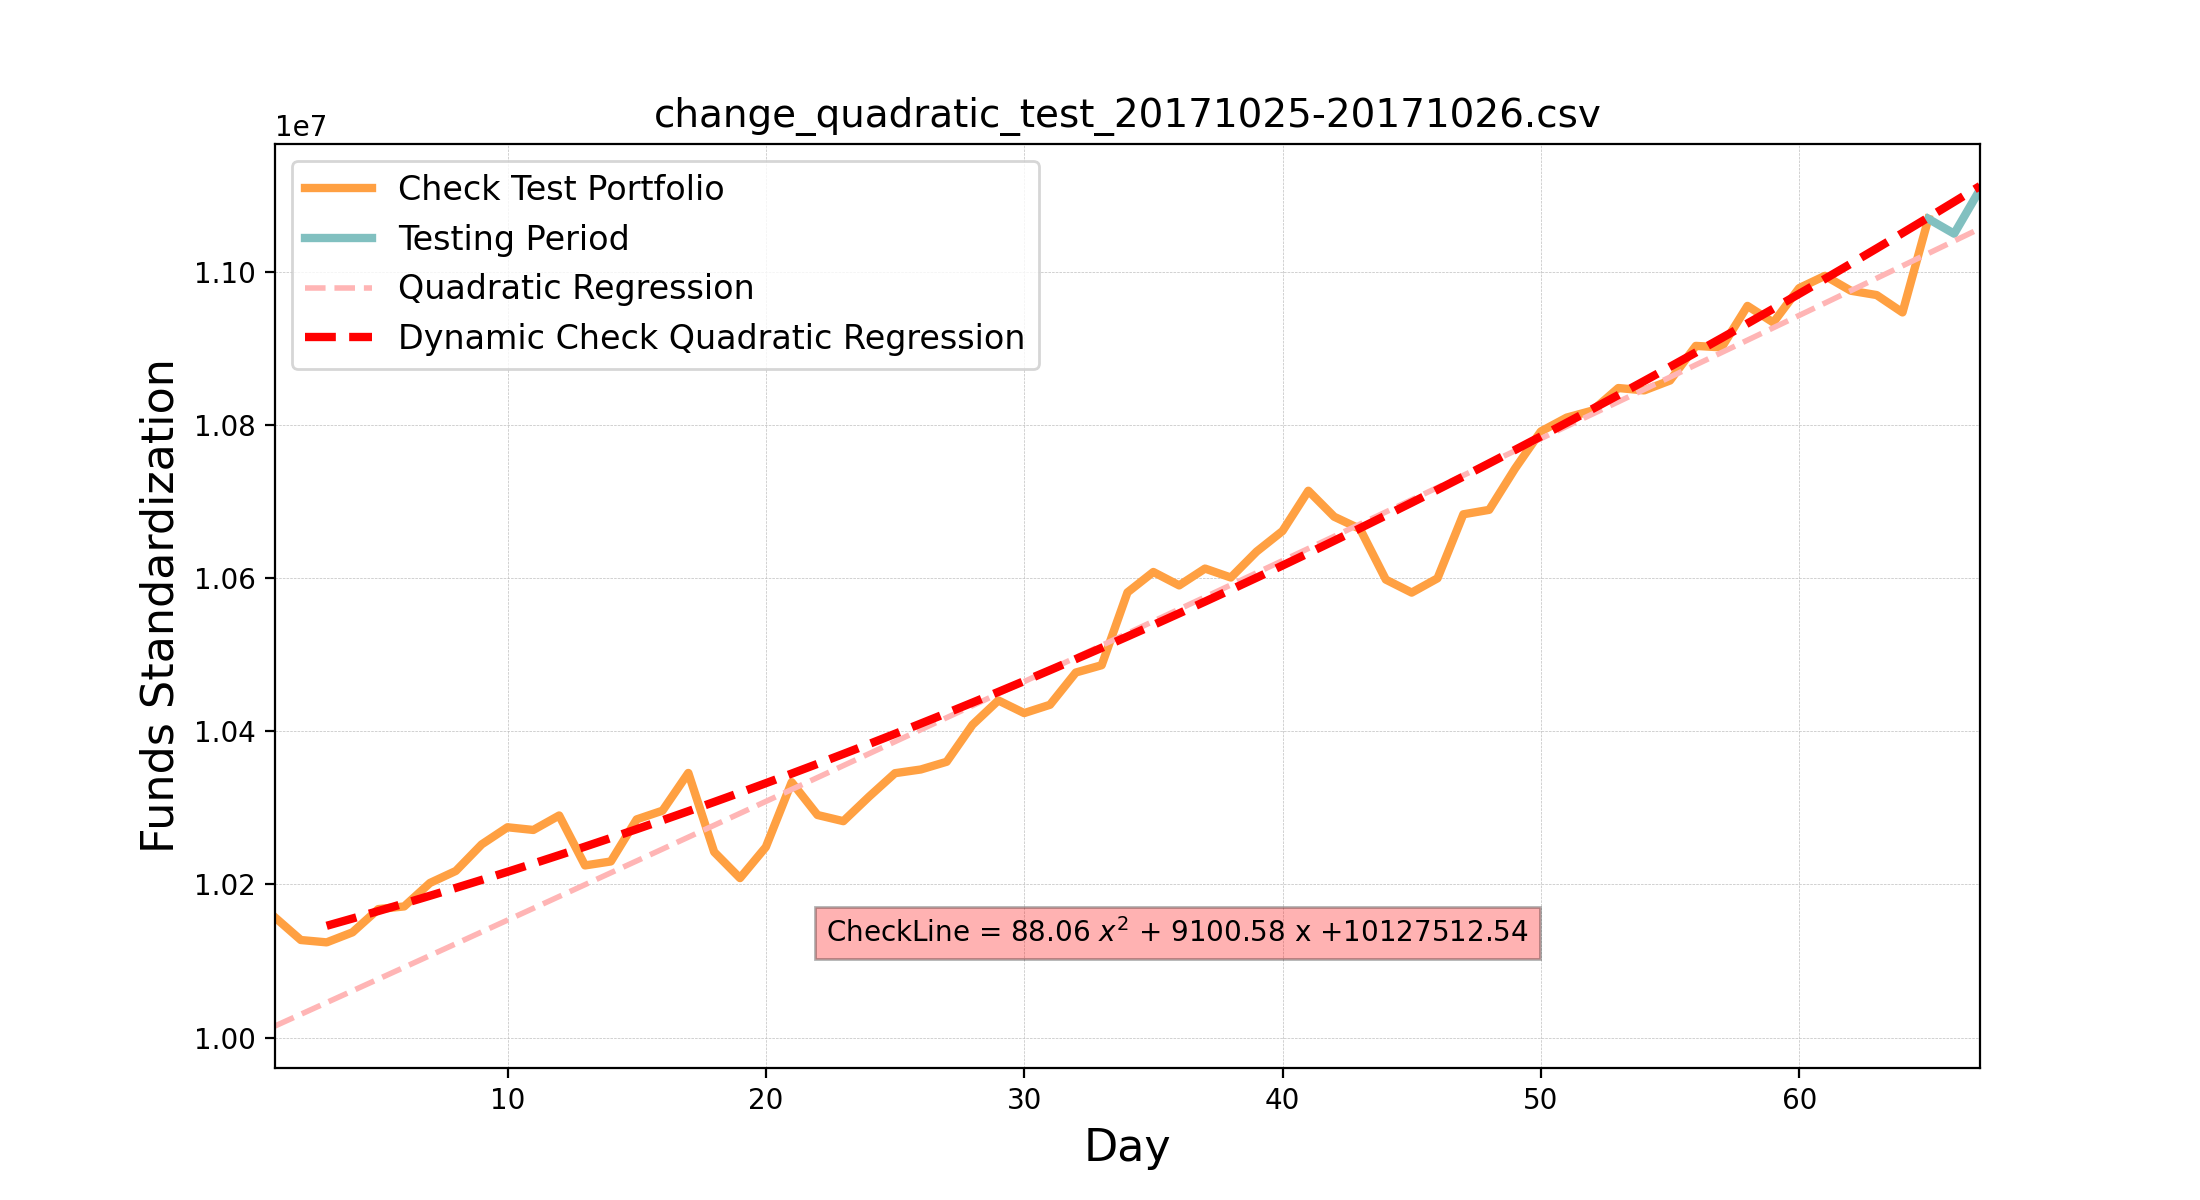 change_quadratic_test_20171025-20171026.csv
1e7
Check Test Portfolio
Testing Period
Quadratic Regression
Dynamic Check Quadratic Regression
1.10
1.08
1.06
1.04
1.02
1.00
Funds Standardization
CheckLine = 88.06 x² + 9100.58 x +10127512.54
10 20 30 40 50 60
Day